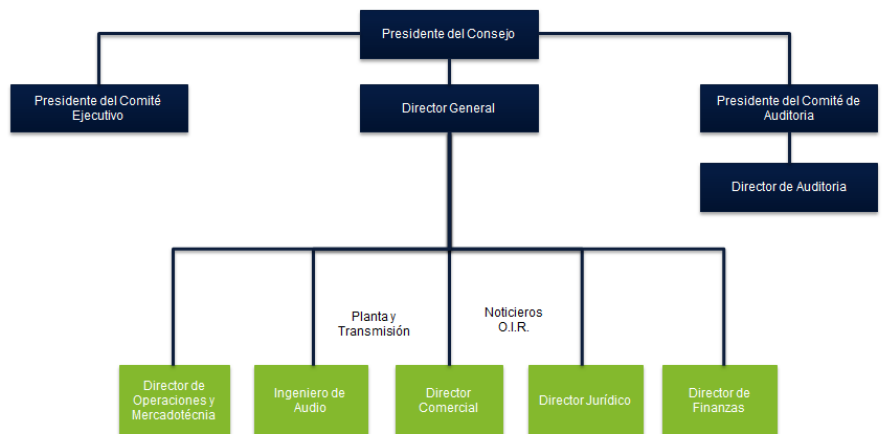 Presidente del Consejo
Presidente del Comité
Ejecutivo
Director General
Presidente del Comité de
Auditoria
Director de Auditoria
Planta y
Transmisión
Noticieros
O.I.R.
Director de
Operaciones y
Mercadotécnia
Ingeniero de
Audio
Director
Comercial
Director Jurídico
Director de
Finanzas